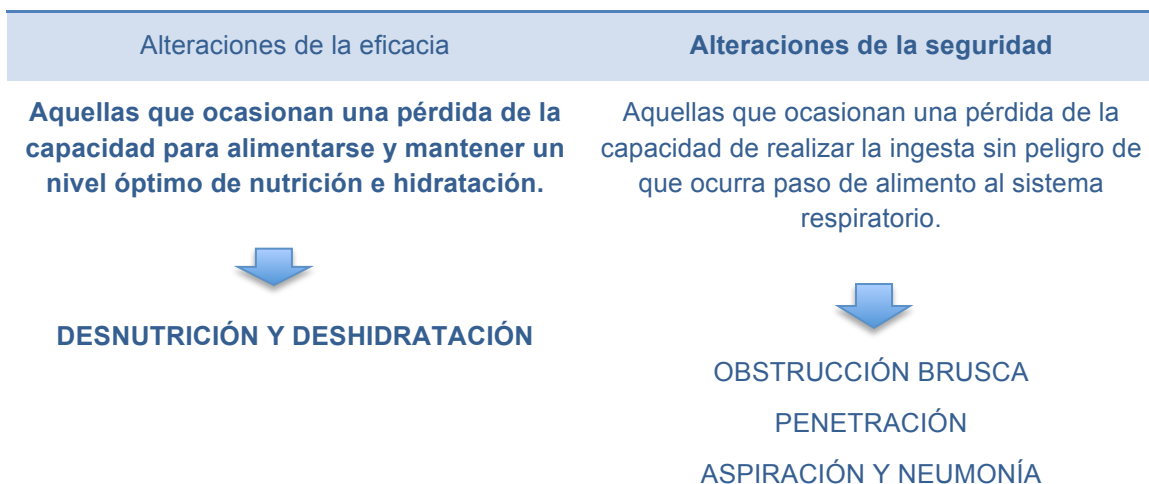 Alteraciones de la eficacia
Alteraciones de la seguridad
Aquellas que ocasionan una pérdida de la
capacidad para alimentarse y mantener un
nivel óptimo de nutrición e hidratación.
DESNUTRICIÓN Y DESHIDRATACIÓN
Aquellas que ocasionan una pérdida de la
capacidad de realizar la ingesta sin peligro de
que ocurra paso de alimento al sistema
respiratorio.
OBSTRUCCIÓN BRUSCA
PENETRACIÓN
ASPIRACIÓN Y NEUMONÍA